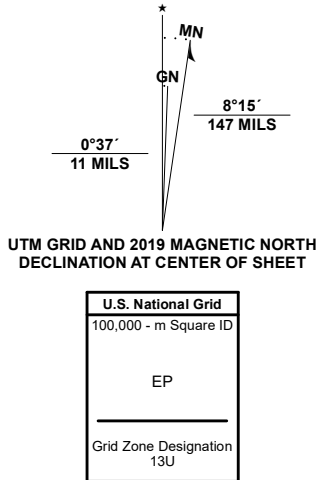 ★
MN
GN
8°15´
147 MILS
0°37´
11 MILS
UTM GRID AND 2019 MAGNETIC NORTH
DECLINATION AT CENTER OF SHEET
U.S. National Grid
100,000 - m Square ID
EP
Grid Zone Designation
13U